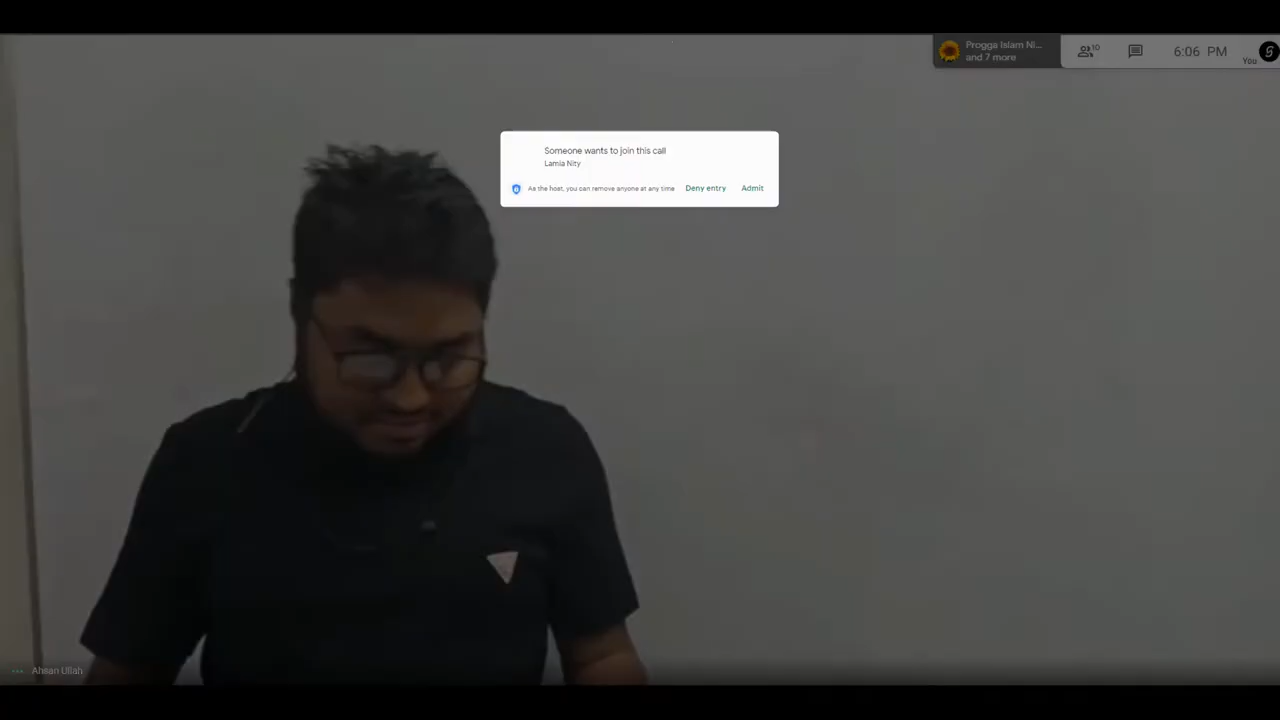 Progga Islam Ni...
and 7 more
10
6:06 PM
You
Someone wants to join this call
Lamia Nity
As the host, you can remove anyone at any time
Deny entry
Admit
Ahsan Ullah